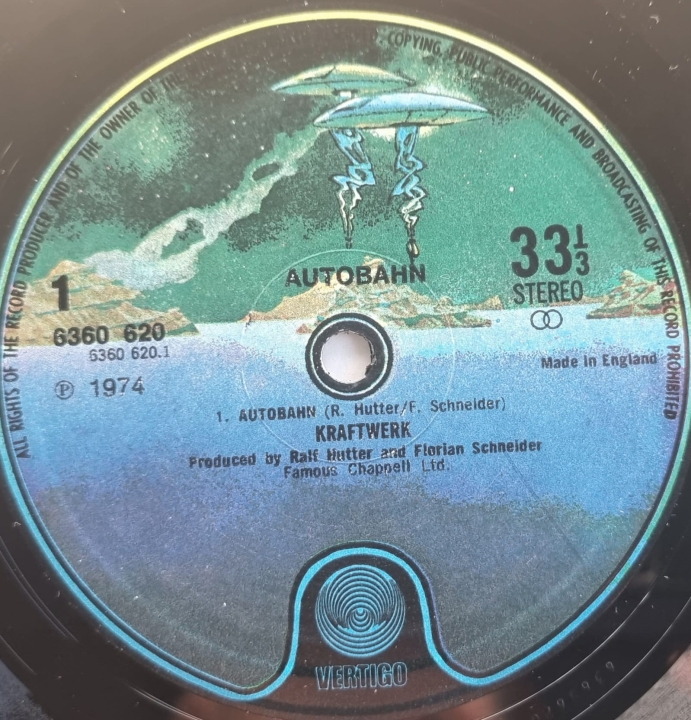 ALL RIGHTS OF THE RECORD PRODUCER AND OF THE OWNER OF THE
COPYING, PUBLIC PERFORMANCE AND BROADCASTING OF THIS RECORD PROHIBITED
AUTOBAHN
33 1/3
STEREO
1
6360 620
6360 620.1
Ⓟ 1974
Made in England
1. AUTOBAHN (R. Hutter/F. Schneider)
KRAFTWERK
Produced by Ralf Hutter and Florian Schneider
Famous Chappell Ltd.
VERTIGO